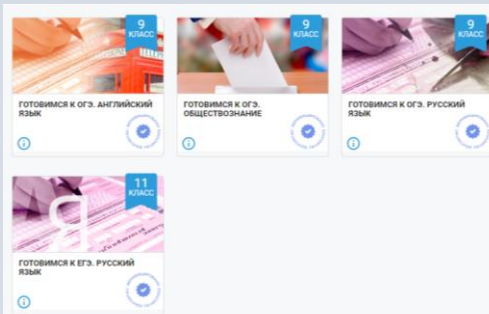 9
КЛАСС
ГОТОВИМСЯ К ОГЭ. АНГЛИЙСКИЙ
ЯЗЫК
9
КЛАСС
ГОТОВИМСЯ К ОГЭ.
ОБЩЕСТВОЗНАНИЕ
9
КЛАСС
ГОТОВИМСЯ К ОГЭ. РУССКИЙ
ЯЗЫК
11
КЛАСС
Я
ГОТОВИМСЯ К ЕГЭ. РУССКИЙ
ЯЗЫК